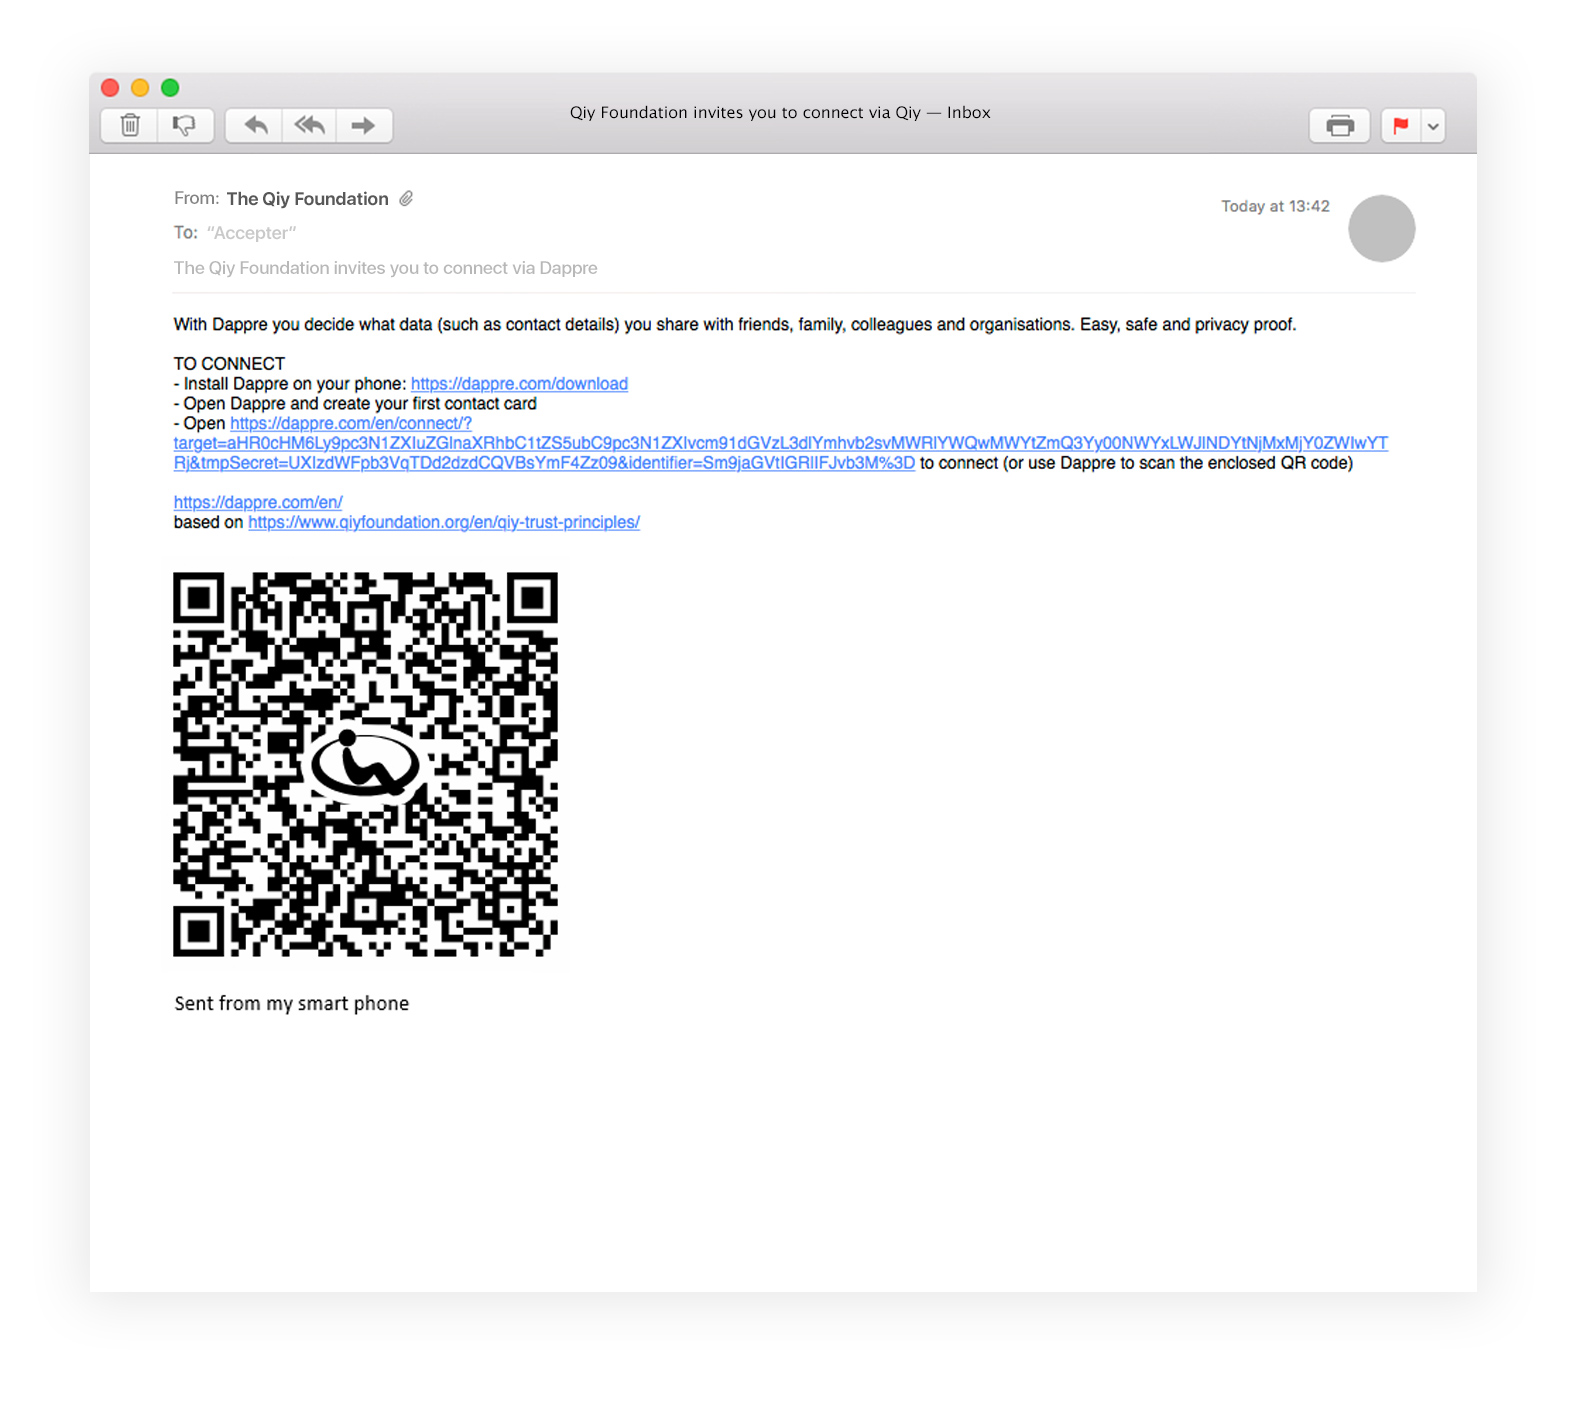 Qiy Foundation invites you to connect via Qiy — Inbox
From: The Qiy Foundation
Today at 13:42
To: “Accepter”
The Qiy Foundation invites you to connect via Dappre
With Dappre you decide what data (such as contact details) you share with friends, family, colleagues and organisations. Easy, safe and privacy proof.
TO CONNECT
- Install Dappre on your phone: https://dappre.com/download
- Open Dappre and create your first contact card
- Open https://dappre.com/en/connect/?
target=aHR0cHM6Ly9pc3N1ZXIuZGlnaXRhbC1tZS5ubC9pc3N1ZXIvcm91dGVzL3dlYmhvb2svMWRlYWQwMWYtZmQ3Yy00NWYxLWJlNDYtNjMxMjY0ZWIwYT
Rj&tmpSecret=UXIzdWFpb3VqTDd2dzdCQVBsYmF4Zz09&identifier=Sm9jaGVtIGRlIFJvb3M%3D to connect (or use Dappre to scan the enclosed QR code)
https://dappre.com/en/
based on https://www.qiyfoundation.org/en/qiy-trust-principles/
Sent from my smart phone